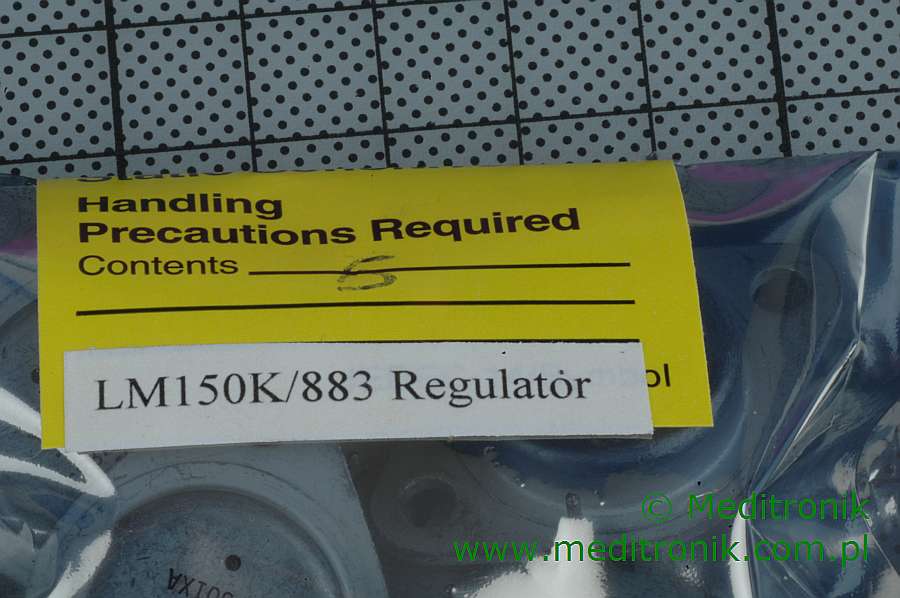 Handling
Precautions Required
Contents 5
LM150K/883 Regulator
ol
© Meditronik
www.meditronik.com.pl